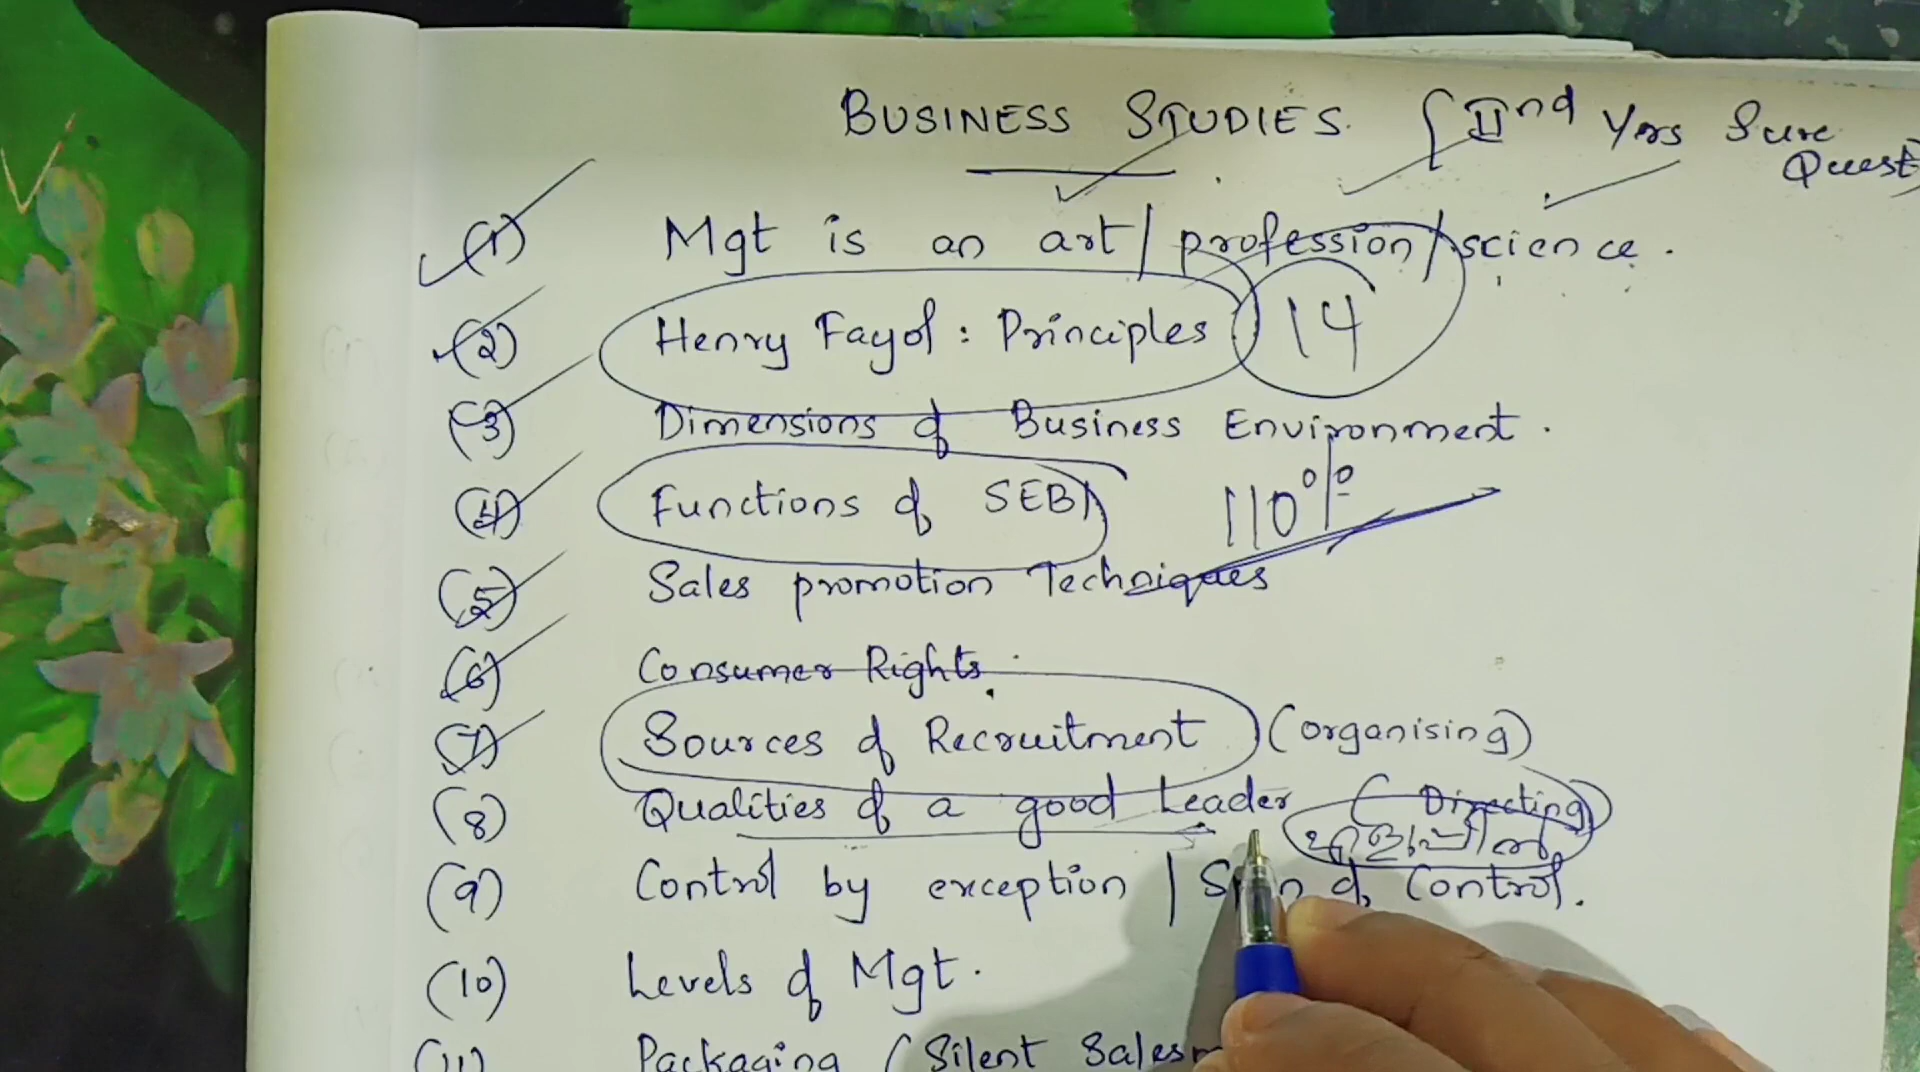 BUSINESS STUDIES. IInd Yrs Sure
Quest
(1) Mgt is an art/profession/science.
(2) Henry Fayol : Principles 14
(3) Dimensions of Business Environment.
(4) Functions of SEBI 110%
(5) Sales promotion Techniques
(6) Consumer Rights.
(7) Sources of Recruitment (organising)
(8) Qualities of a good Leader (Directing)
(9) Control by exception / Span of Control.
(10) Levels of Mgt.
(11) Packaging (Silent